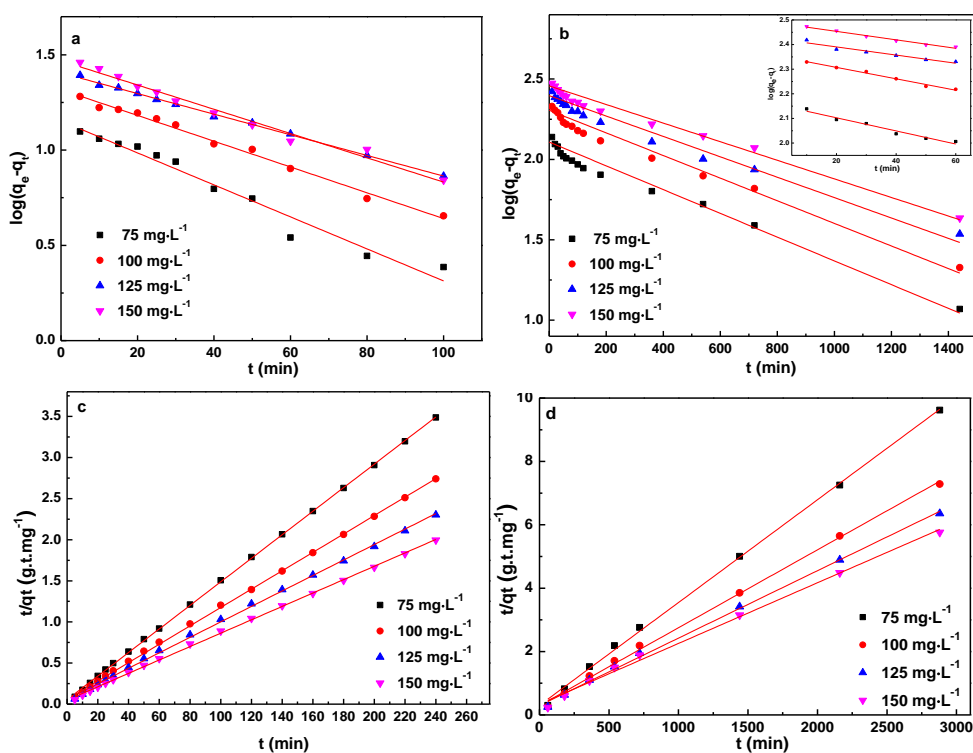 a
log(qe-qt)
1.5
1.0
0.5
0.0
75 mg·L-1
100 mg·L-1
125 mg·L-1
150 mg·L-1
0 20 40 60 80 100
t (min)
b
log(qe-qt)
2.5
2.0
1.5
1.0
75 mg·L-1
100 mg·L-1
125 mg·L-1
150 mg·L-1
0 200 400 600 800 1000 1200 1400
t (min)
log(qe-qt)
2.5
2.4
2.3
2.2
2.1
2.0
10 20 30 40 50 60
t (min)
c
t/qt (g.t.mg-1)
3.5
3.0
2.5
2.0
1.5
1.0
0.5
0.0
75 mg·L-1
100 mg·L-1
125 mg·L-1
150 mg·L-1
0 20 40 60 80 100 120 140 160 180 200 220 240 260
t (min)
d
t/qt (g.t.mg-1)
10
8
6
4
2
0
75 mg·L-1
100 mg·L-1
125 mg·L-1
150 mg·L-1
0 500 1000 1500 2000 2500 3000
t (min)